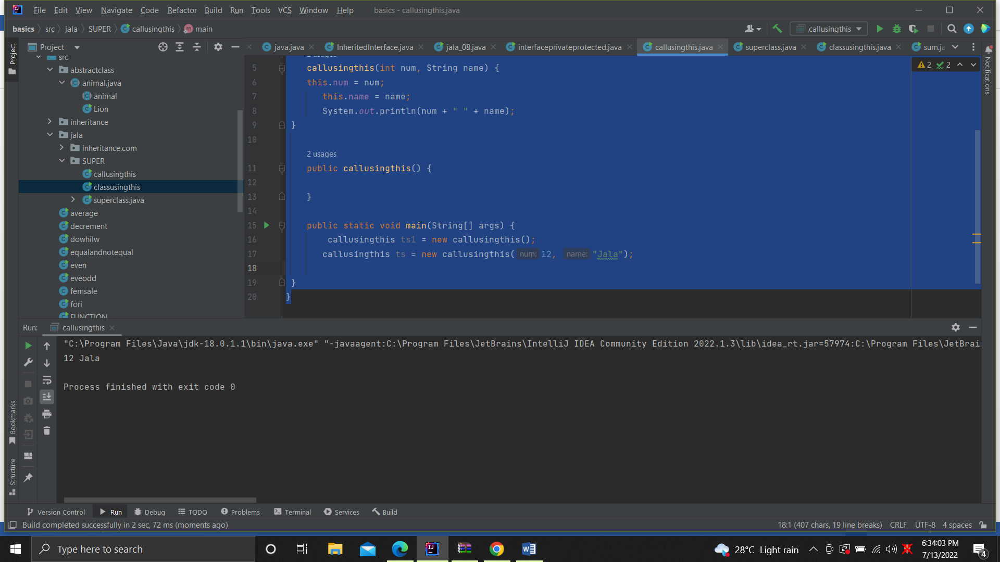 File Edit View Navigate Code Refactor Build Run Tools VCS Window Help basics - callusingthis.java
basics src jala SUPER callusingthis main callusingthis
Project
Project
java.java InheritedInterface.java jala_08.java interfaceprivateprotected.java callusingthis.java superclass.java classusingthis.java sum.ja
Notifications
src
abstractclass
animal.java
animal
Lion
inheritance
jala
inheritance.com
SUPER
callusingthis
classusingthis
superclass.java
average
decrement
dowhilw
equalandnotequal
even
eveodd
femsale
fori
FUNCTION
2 2
5 callusingthis(int num, String name) {
6 this.num = num;
7 this.name = name;
8 System.out.println(num + " " + name);
9 }
10
2 usages
11 public callusingthis() {
12
13 }
14
15 public static void main(String[] args) {
16 callusingthis ts1 = new callusingthis();
17 callusingthis ts = new callusingthis( num: 12, name: "Jala");
18
19 }
20 }
Run: callusingthis
"C:\Program Files\Java\jdk-18.0.1.1\bin\java.exe" "-javaagent:C:\Program Files\JetBrains\IntelliJ IDEA Community Edition 2022.1.3\lib\idea_rt.jar=57974:C:\Program Files\JetBrain
12 Jala
Process finished with exit code 0
Bookmarks
Structure
Version Control Run Debug TODO Problems Terminal Services Build
Build completed successfully in 2 sec, 72 ms (moments ago) 18:1 (407 chars, 19 line breaks) CRLF UTF-8 4 spaces
Type here to search 28°C Light rain 6:34:03 PM
7/13/2022
4